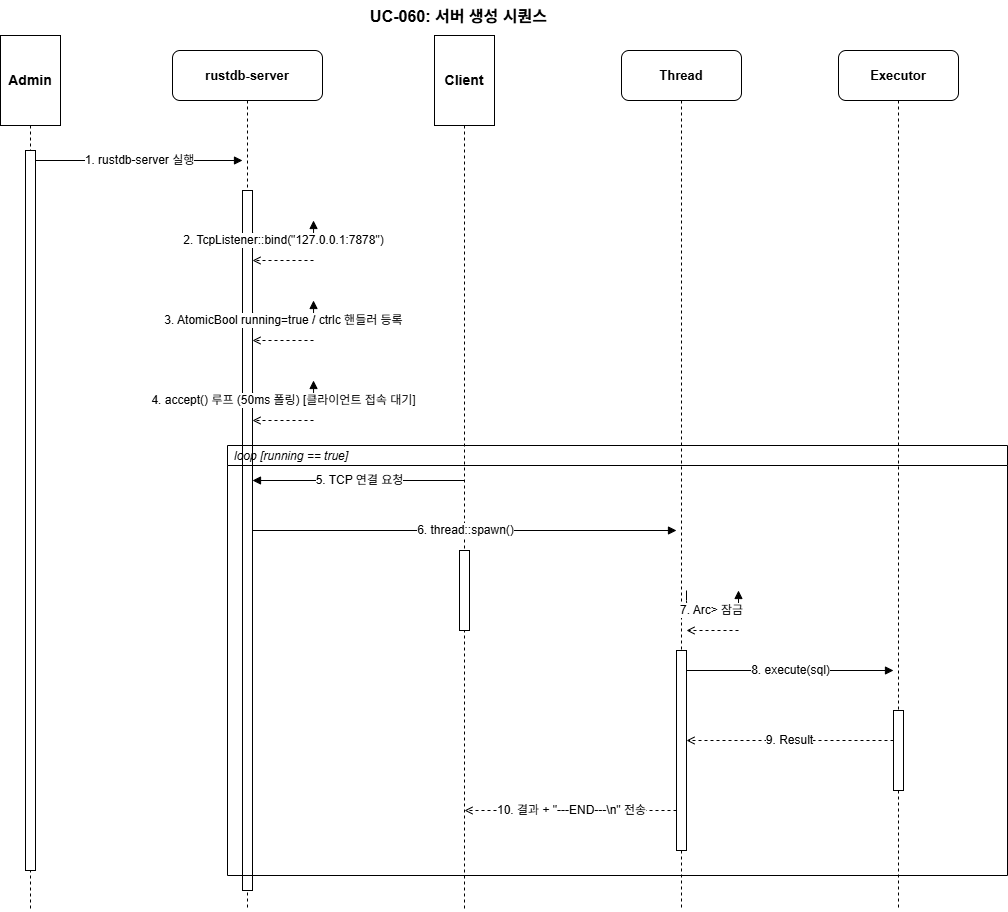 UC-060: 서버 생성 시퀀스
Admin
rustdb-server
Client
Thread
Executor
1. rustdb-server 실행
2. TcpListener::bind("127.0.0.1:7878")
3. AtomicBool running=true / ctrlc 핸들러 등록
4. accept() 루프 (50ms 폴링) [클라이언트 접속 대기]
loop [running == true]
5. TCP 연결 요청
6. thread::spawn()
7. Arc> 잠금
8. execute(sql)
9. Result
10. 결과 + "---END---\n" 전송